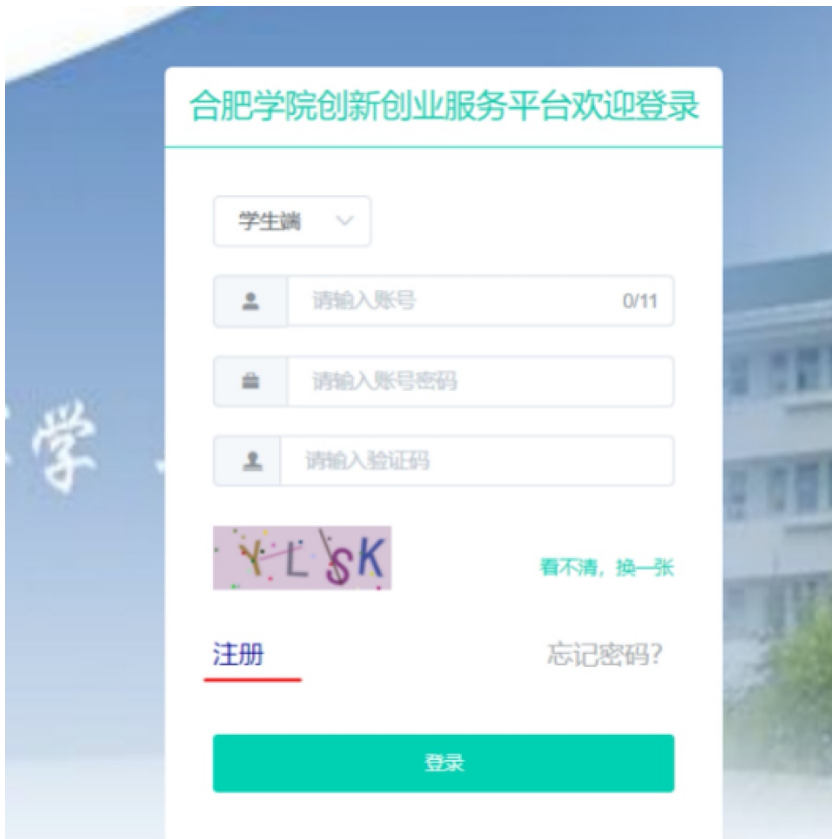 合肥学院创新创业服务平台欢迎登录
学生端
请输入账号 0/11
请输入账号密码
学
请输入验证码
YLSK
看不清，换一张
注册 忘记密码?
登录